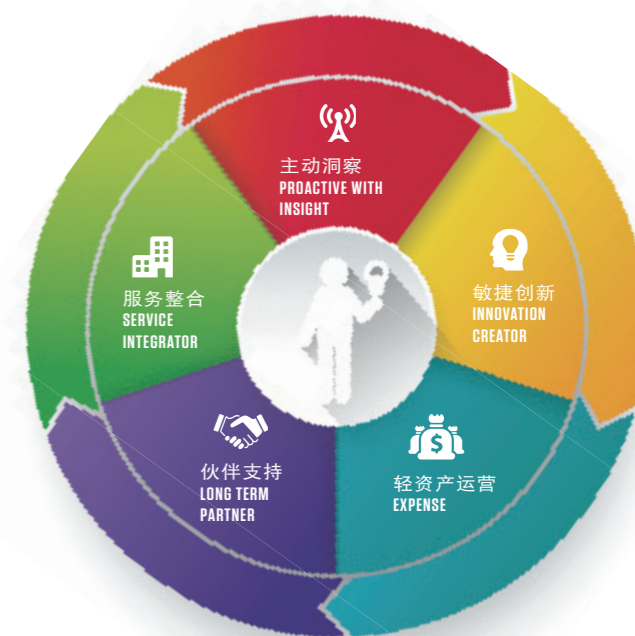 主动洞察
PROACTIVE WITH
INSIGHT
敏捷创新
INNOVATION
CREATOR
轻资产运营
EXPENSE
伙伴支持
LONG TERM
PARTNER
服务整合
SERVICE
INTEGRATOR
$